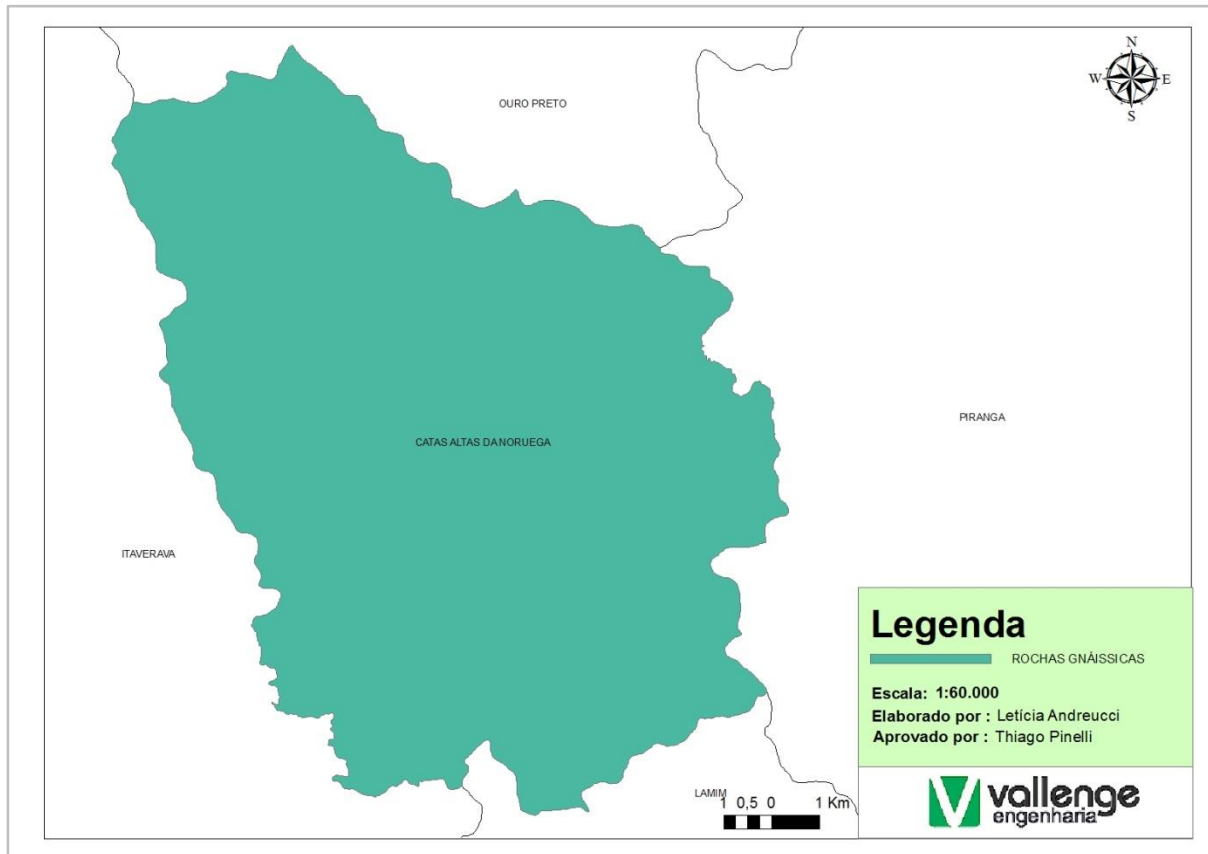 N
W E
S
OURO PRETO
PIRANGA
CATAS ALTAS DA NORUEGA
ITAVERAVA
LAMIM
1 0,5 0 1 Km
Legenda
ROCHAS GNÁISSICAS
Escala: 1:60.000
Elaborado por : Letícia Andreucci
Aprovado por : Thiago Pinelli
vallenge
engenharia